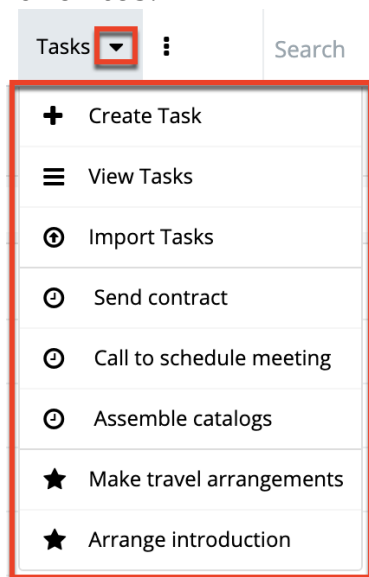 Tasks
Search
Create Task
View Tasks
Import Tasks
Send contract
Call to schedule meeting
Assemble catalogs
Make travel arrangements
Arrange introduction